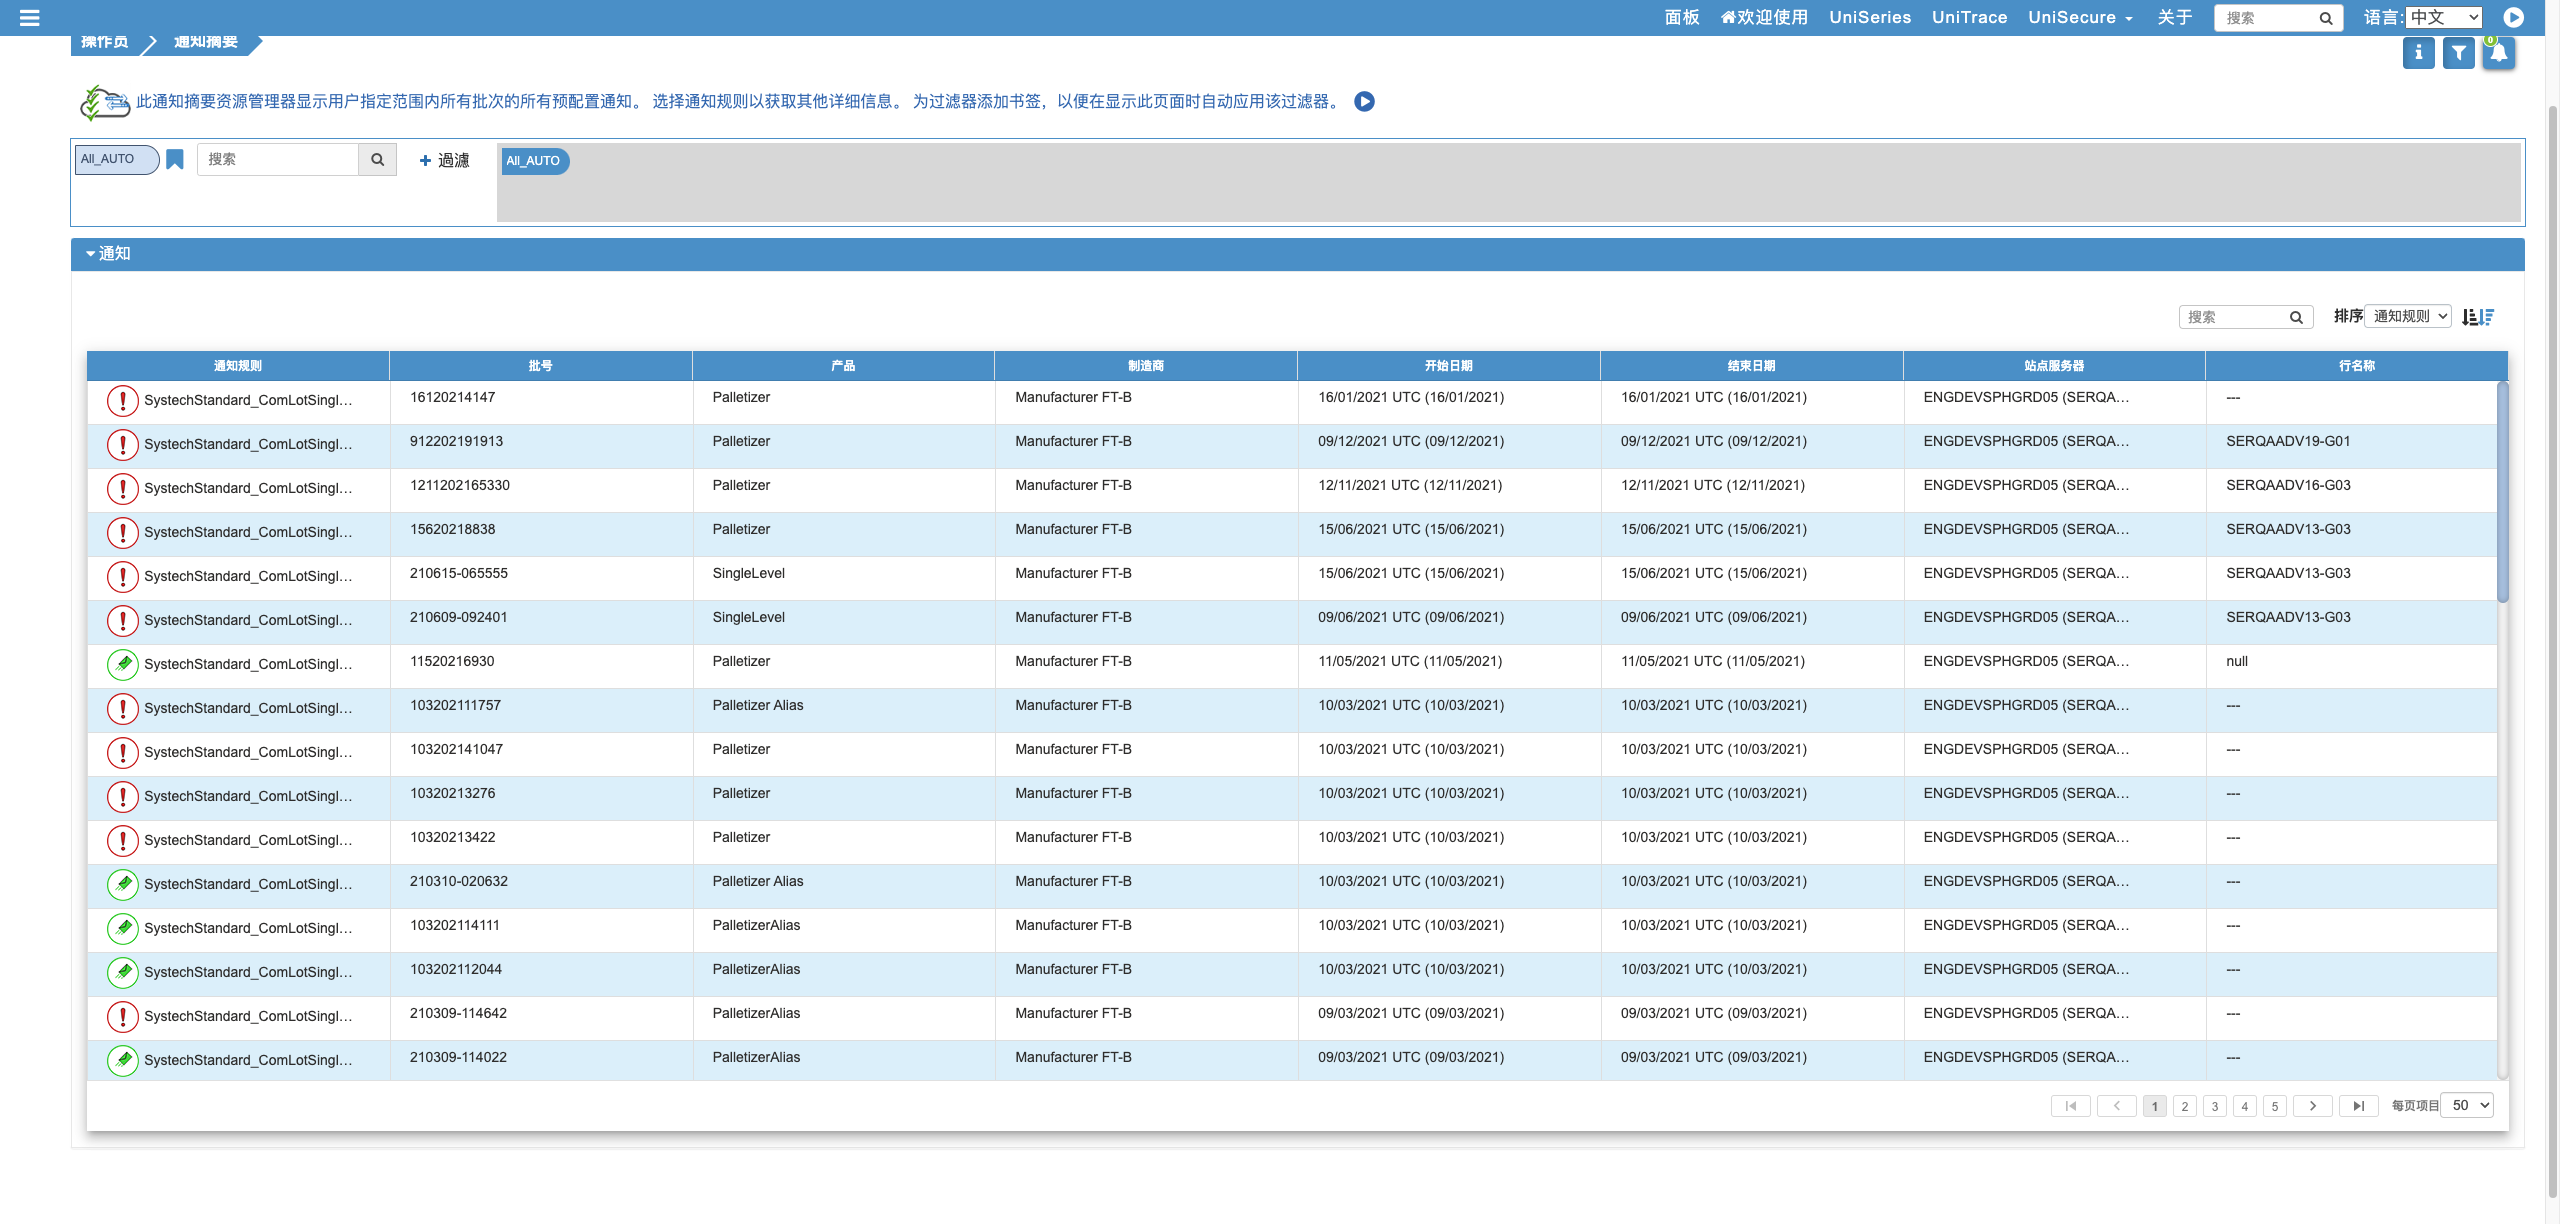 面板 欢迎使用 UniSeries UniTrace UniSecure 关于 搜索 语言: 中文
操作员 通知摘要
0
此通知摘要资源管理器显示用户指定范围内所有批次的所有预配置通知。 选择通知规则以获取其他详细信息。 为过滤器添加书签，以便在显示此页面时自动应用该过滤器。
All_AUTO 搜索 过濾 All_AUTO
通知
搜索 排序 通知规则
通知规则 批号 产品 制造商 开始日期 结束日期 站点服务器 行名称
SystechStandard_ComLotSingl… 16120214147 Palletizer Manufacturer FT-B 16/01/2021 UTC (16/01/2021) 16/01/2021 UTC (16/01/2021) ENGDEVSPHGRD05 (SERQA… ---
SystechStandard_ComLotSingl… 912202191913 Palletizer Manufacturer FT-B 09/12/2021 UTC (09/12/2021) 09/12/2021 UTC (09/12/2021) ENGDEVSPHGRD05 (SERQA… SERQAADV19-G01
SystechStandard_ComLotSingl… 1211202165330 Palletizer Manufacturer FT-B 12/11/2021 UTC (12/11/2021) 12/11/2021 UTC (12/11/2021) ENGDEVSPHGRD05 (SERQA… SERQAADV16-G03
SystechStandard_ComLotSingl… 15620218838 Palletizer Manufacturer FT-B 15/06/2021 UTC (15/06/2021) 15/06/2021 UTC (15/06/2021) ENGDEVSPHGRD05 (SERQA… SERQAADV13-G03
SystechStandard_ComLotSingl… 210615-065555 SingleLevel Manufacturer FT-B 15/06/2021 UTC (15/06/2021) 15/06/2021 UTC (15/06/2021) ENGDEVSPHGRD05 (SERQA… SERQAADV13-G03
SystechStandard_ComLotSingl… 210609-092401 SingleLevel Manufacturer FT-B 09/06/2021 UTC (09/06/2021) 09/06/2021 UTC (09/06/2021) ENGDEVSPHGRD05 (SERQA… SERQAADV13-G03
SystechStandard_ComLotSingl… 11520216930 Palletizer Manufacturer FT-B 11/05/2021 UTC (11/05/2021) 11/05/2021 UTC (11/05/2021) ENGDEVSPHGRD05 (SERQA… null
SystechStandard_ComLotSingl… 103202111757 Palletizer Alias Manufacturer FT-B 10/03/2021 UTC (10/03/2021) 10/03/2021 UTC (10/03/2021) ENGDEVSPHGRD05 (SERQA… ---
SystechStandard_ComLotSingl… 103202141047 Palletizer Manufacturer FT-B 10/03/2021 UTC (10/03/2021) 10/03/2021 UTC (10/03/2021) ENGDEVSPHGRD05 (SERQA… ---
SystechStandard_ComLotSingl… 10320213276 Palletizer Manufacturer FT-B 10/03/2021 UTC (10/03/2021) 10/03/2021 UTC (10/03/2021) ENGDEVSPHGRD05 (SERQA… ---
SystechStandard_ComLotSingl… 10320213422 Palletizer Manufacturer FT-B 10/03/2021 UTC (10/03/2021) 10/03/2021 UTC (10/03/2021) ENGDEVSPHGRD05 (SERQA… ---
SystechStandard_ComLotSingl… 210310-020632 Palletizer Alias Manufacturer FT-B 10/03/2021 UTC (10/03/2021) 10/03/2021 UTC (10/03/2021) ENGDEVSPHGRD05 (SERQA… ---
SystechStandard_ComLotSingl… 103202114111 PalletizerAlias Manufacturer FT-B 10/03/2021 UTC (10/03/2021) 10/03/2021 UTC (10/03/2021) ENGDEVSPHGRD05 (SERQA… ---
SystechStandard_ComLotSingl… 103202112044 PalletizerAlias Manufacturer FT-B 10/03/2021 UTC (10/03/2021) 10/03/2021 UTC (10/03/2021) ENGDEVSPHGRD05 (SERQA… ---
SystechStandard_ComLotSingl… 210309-114642 PalletizerAlias Manufacturer FT-B 09/03/2021 UTC (09/03/2021) 09/03/2021 UTC (09/03/2021) ENGDEVSPHGRD05 (SERQA… ---
SystechStandard_ComLotSingl… 210309-114022 PalletizerAlias Manufacturer FT-B 09/03/2021 UTC (09/03/2021) 09/03/2021 UTC (09/03/2021) ENGDEVSPHGRD05 (SERQA… ---
1 2 3 4 5 每页项目 50